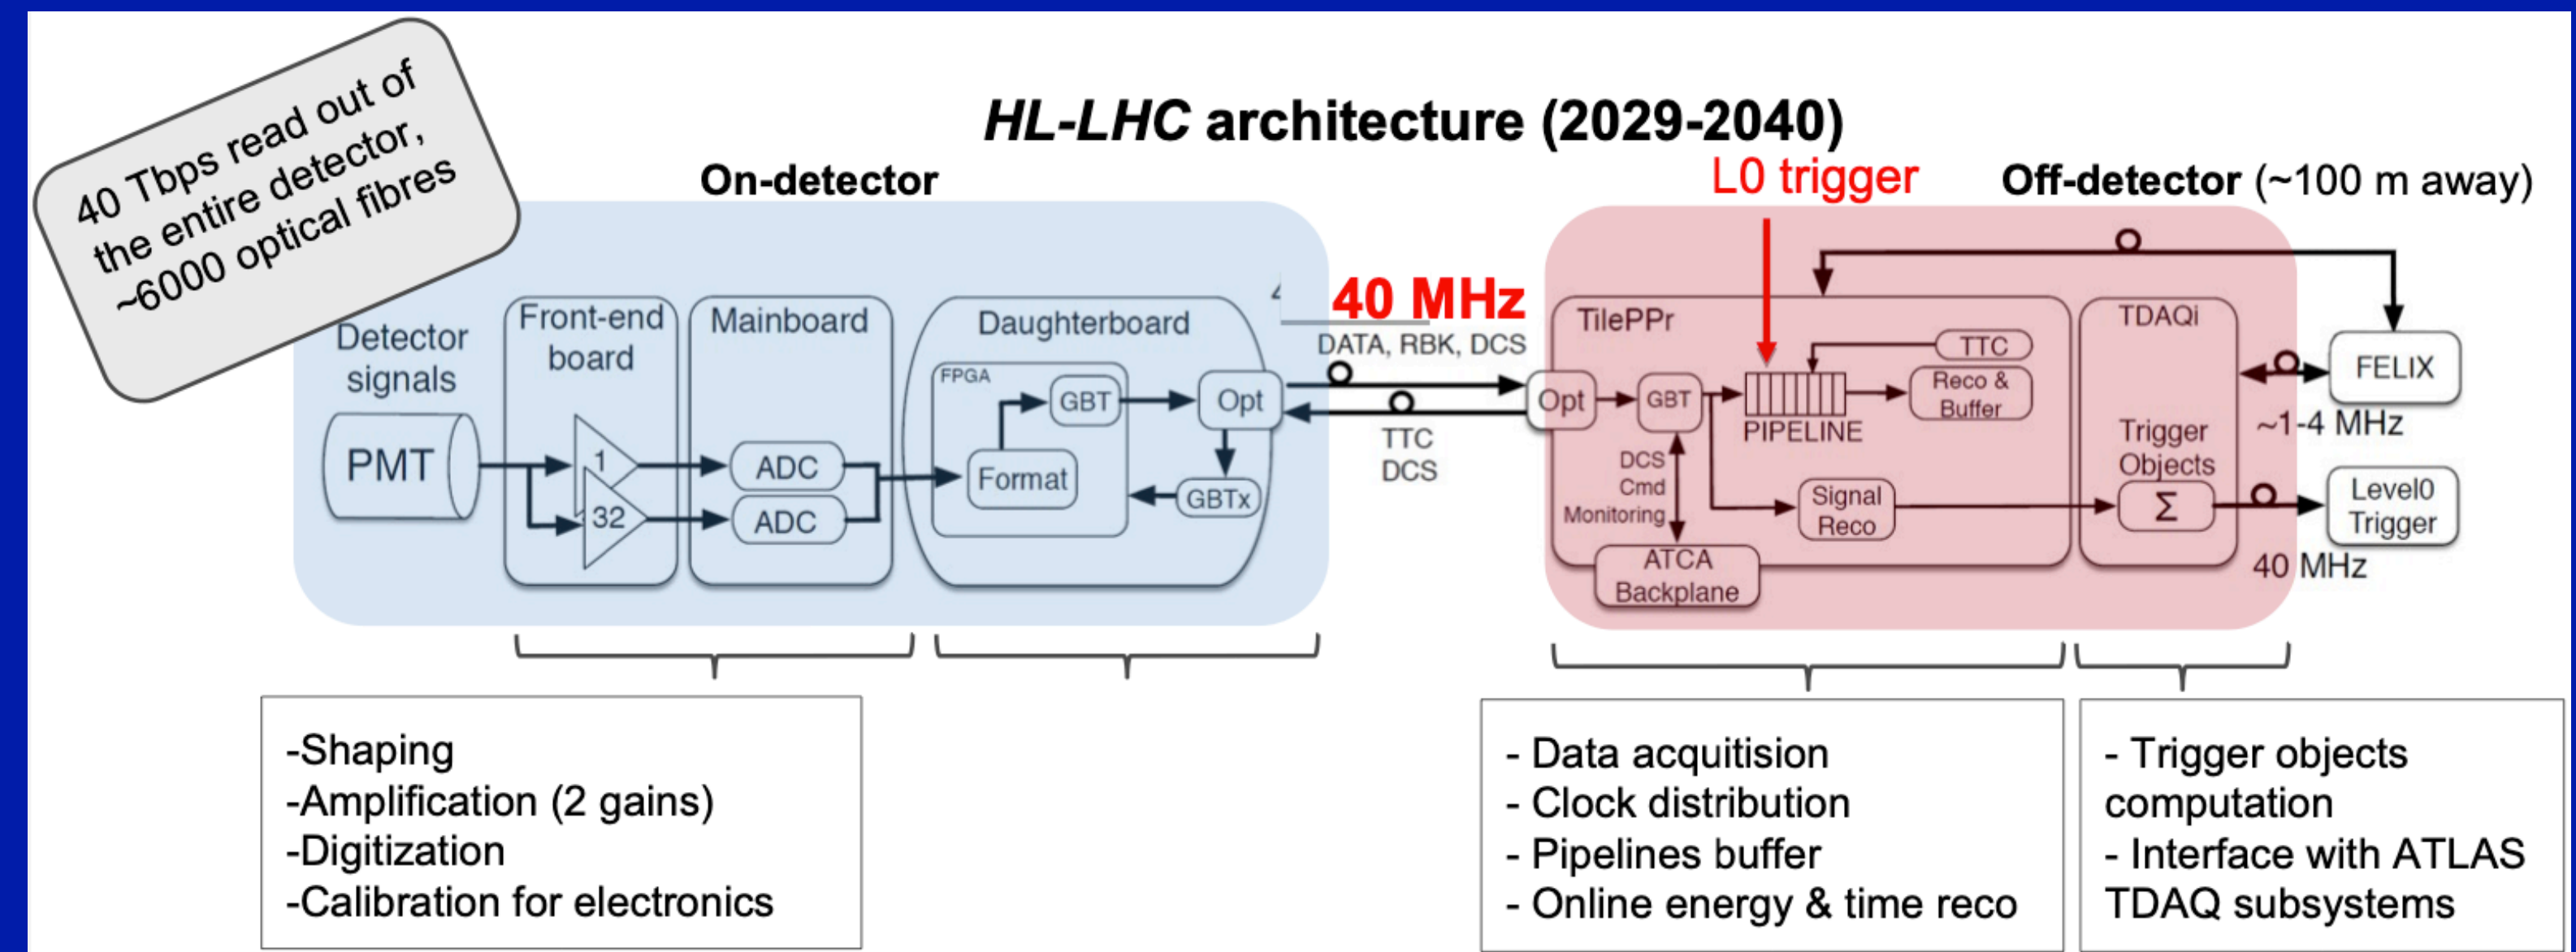 40 Tbps read out of
the entire detector,
~6000 optical fibres
HL-LHC architecture (2029-2040)
On-detector
L0 trigger
Off-detector (~100 m away)
Detector
signals
PMT
Front-end
board
1
32
Mainboard
ADC
ADC
Daughterboard
FPGA
GBT
Format
Opt
GBTx
40 MHz
DATA, RBK, DCS
TTC
DCS
TilePPr
Opt
GBT
PIPELINE
TTC
Reco &
Buffer
DCS
Cmd
Monitoring
Signal
Reco
ATCA
Backplane
TDAQi
Trigger
Objects
Σ
FELIX
~1-4 MHz
Level0
Trigger
40 MHz
-Shaping
-Amplification (2 gains)
-Digitization
-Calibration for electronics
- Data acquitision
- Clock distribution
- Pipelines buffer
- Online energy & time reco
- Trigger objects
computation
- Interface with ATLAS
TDAQ subsystems